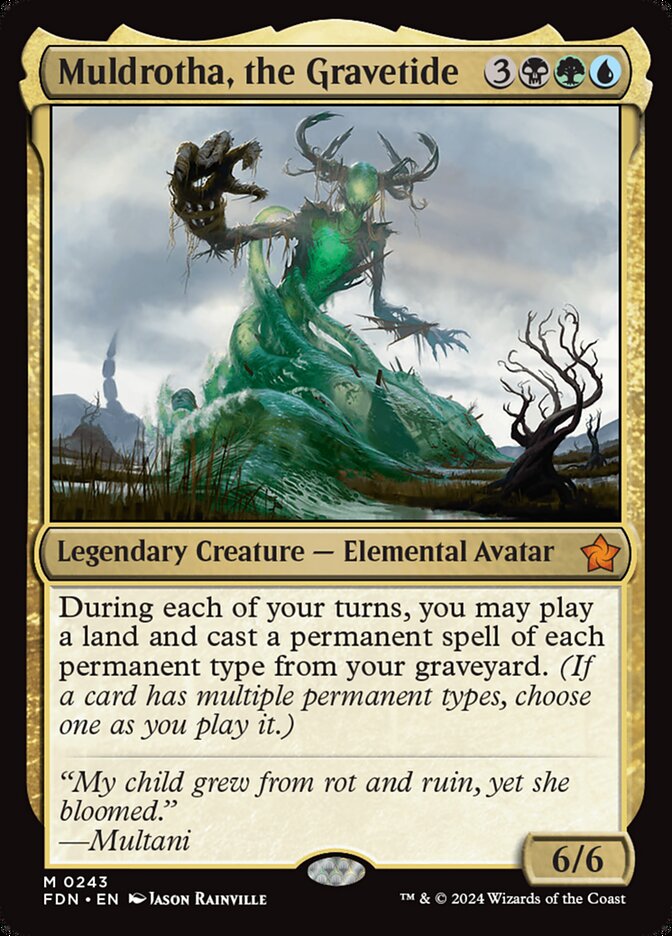 Muldrotha, the Gravetide 3
Legendary Creature — Elemental Avatar
During each of your turns, you may play
a land and cast a permanent spell of each
permanent type from your graveyard. (If
a card has multiple permanent types, choose
one as you play it.)
“My child grew from rot and ruin, yet she
bloomed.”
—Multani
6/6
M 0243
FDN • EN Jason Rainville
™ & © 2024 Wizards of the Coast